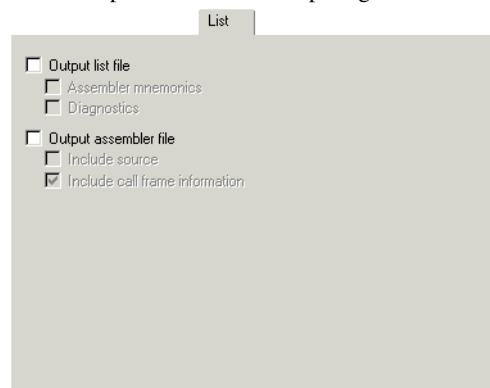 List
Output list file
Assembler mnemonics
Diagnostics
Output assembler file
Include source
Include call frame information